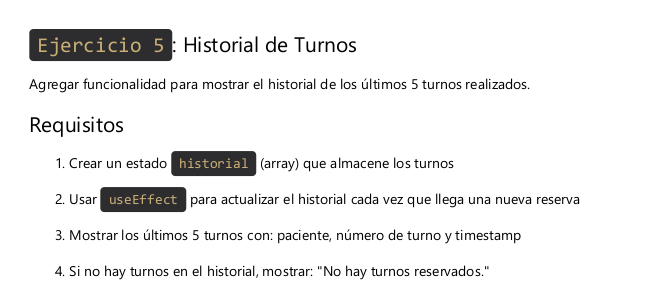 Ejercicio 5: Historial de Turnos
Agregar funcionalidad para mostrar el historial de los últimos 5 turnos realizados.
Requisitos
1. Crear un estado historial (array) que almacene los turnos
2. Usar useEffect para actualizar el historial cada vez que llega una nueva reserva
3. Mostrar los últimos 5 turnos con: paciente, número de turno y timestamp
4. Si no hay turnos en el historial, mostrar: "No hay turnos reservados."